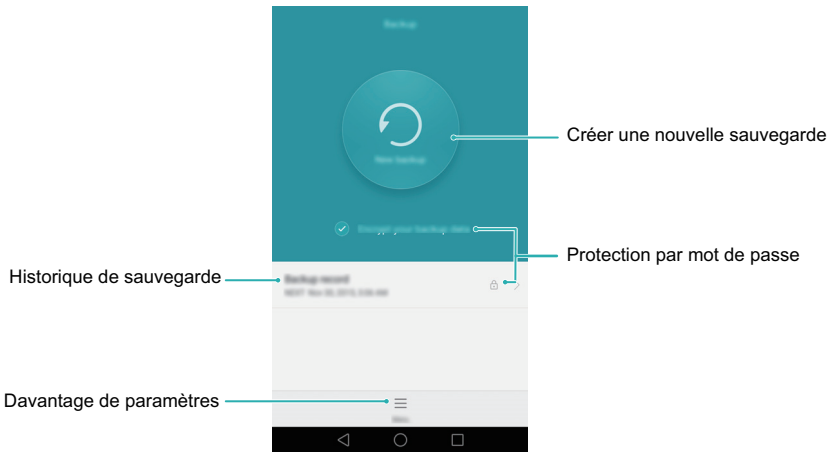 Backup
New backup
Créer une nouvelle sauvegarde
Encrypt your backup data
Protection par mot de passe
Historique de sauvegarde
Backup record
Davantage de paramètres
Menu